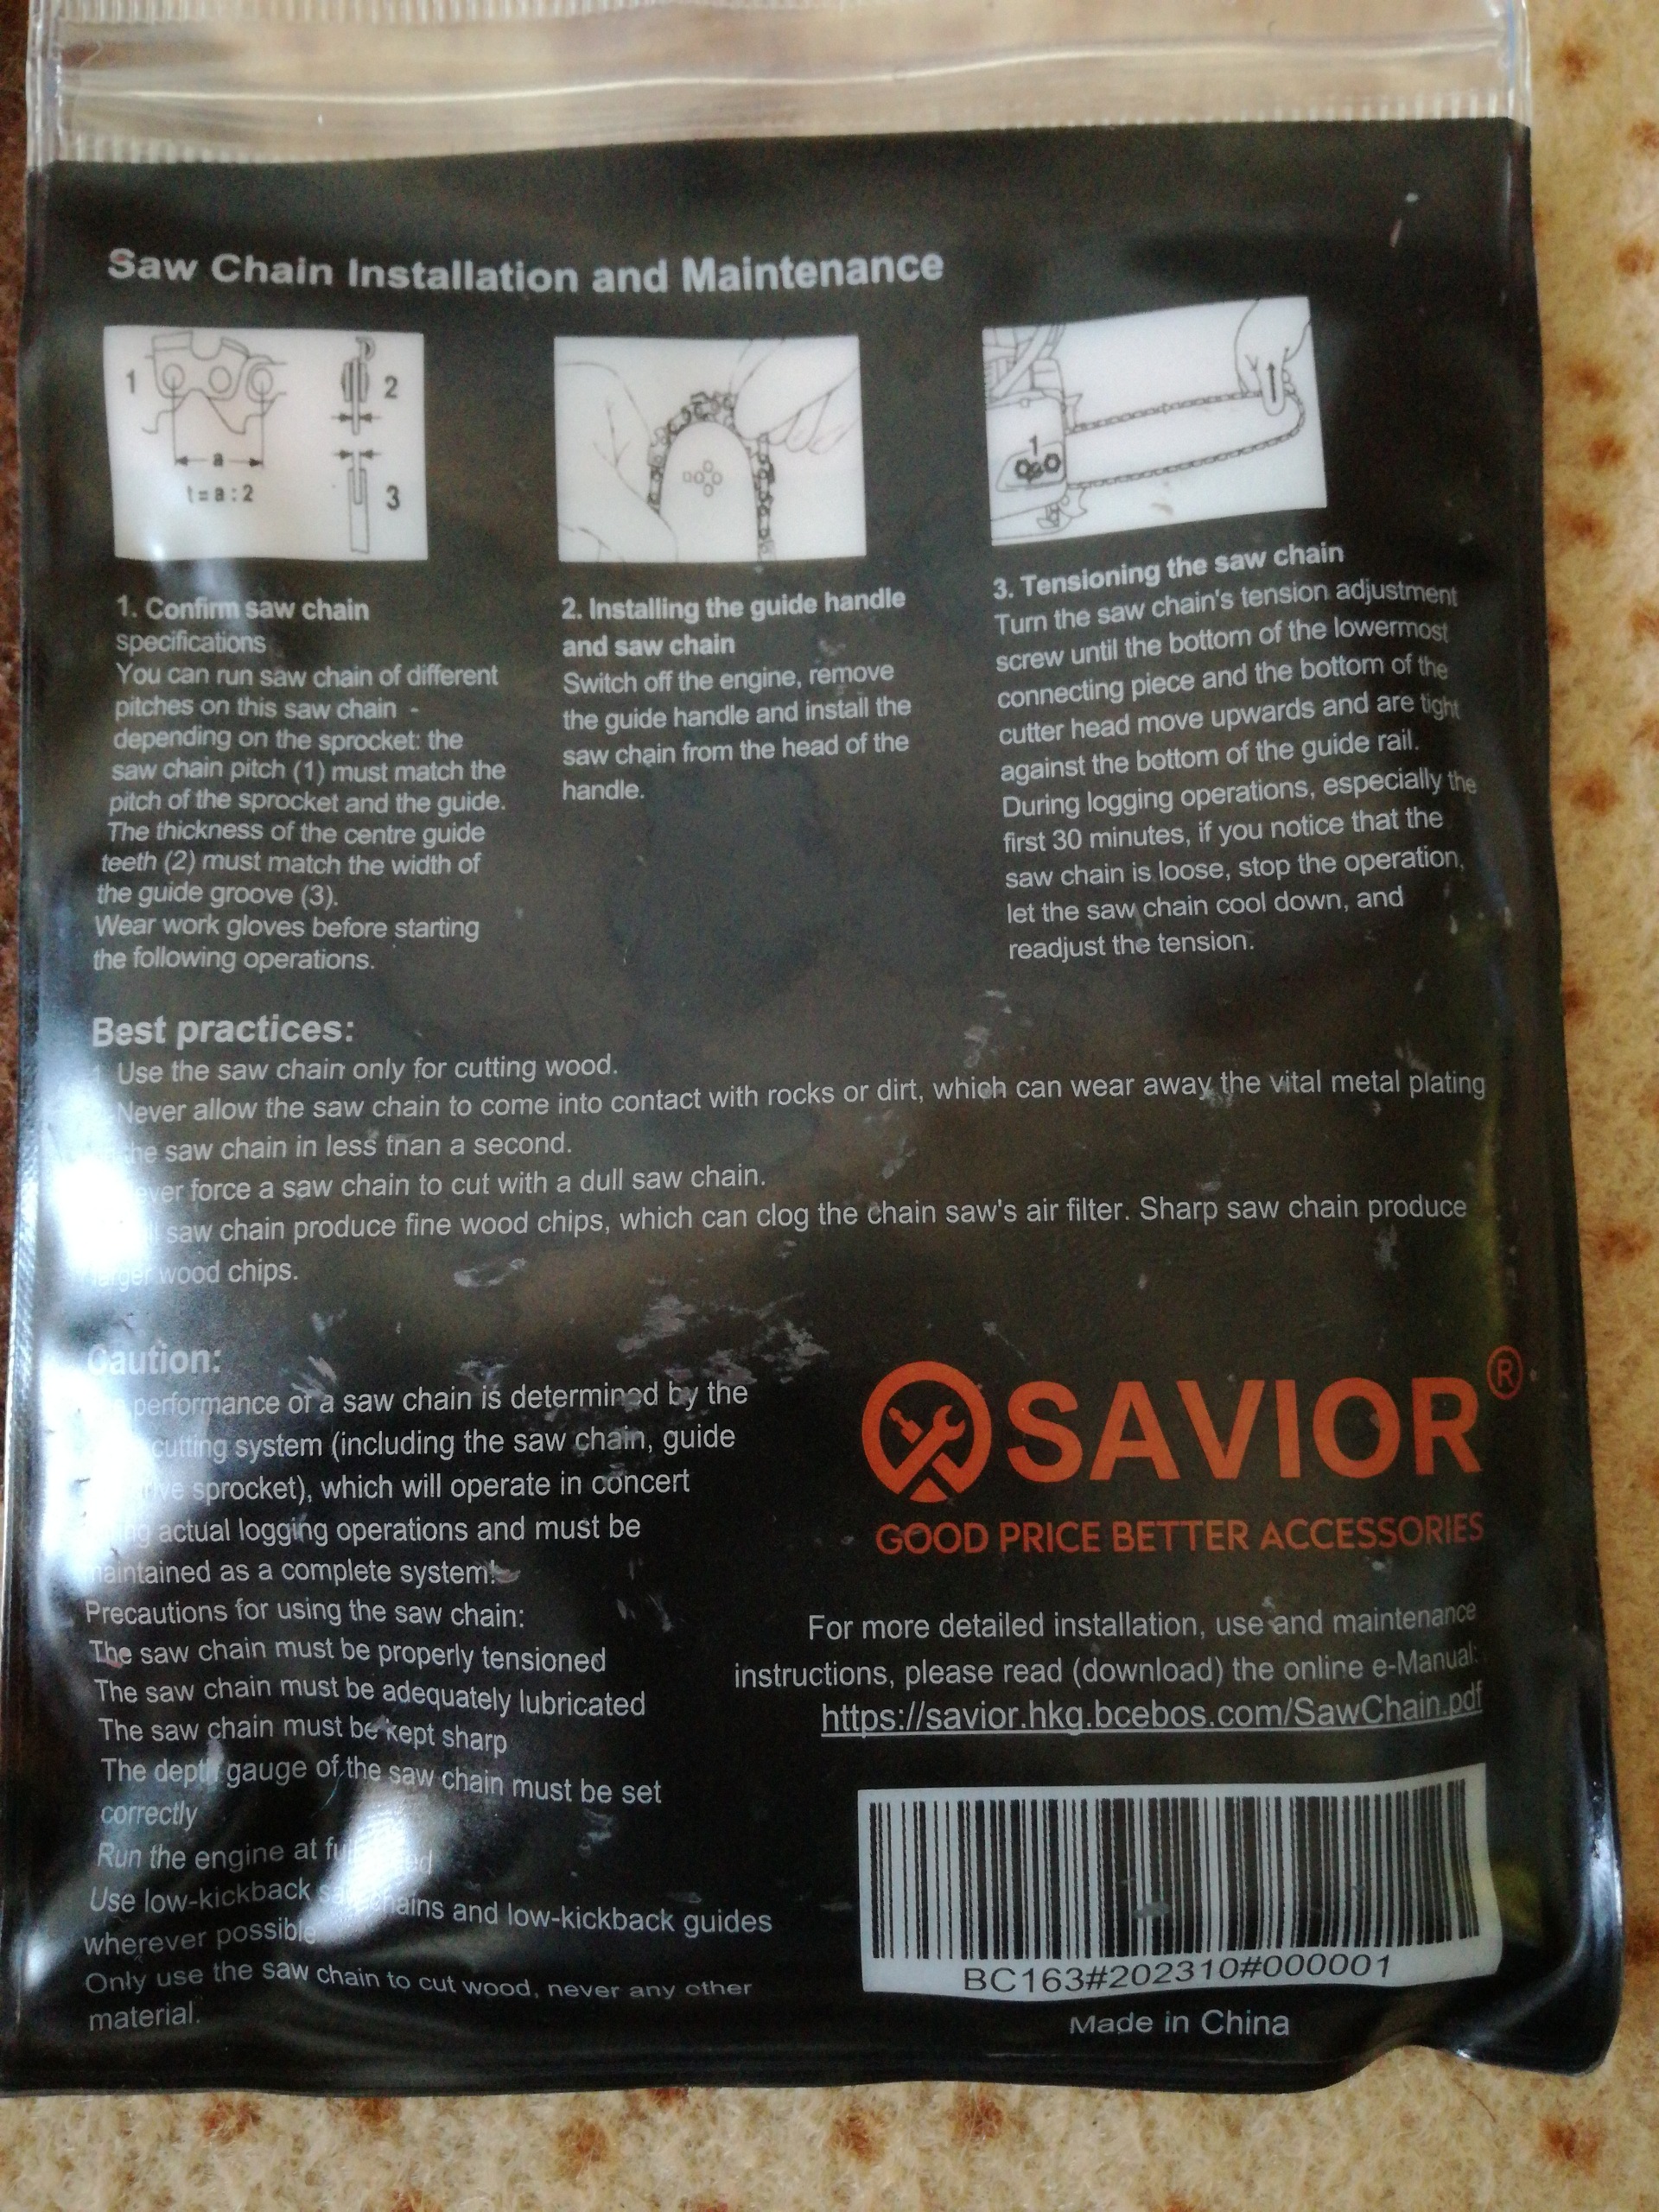 Saw Chain Installation and Maintenance
1
2
a
t=a:2
3
1
1. Confirm saw chain
specifications
You can run saw chain of different
pitches on this saw chain -
depending on the sprocket: the
saw chain pitch (1) must match the
pitch of the sprocket and the guide.
The thickness of the centre guide
teeth (2) must match the width of
the guide groove (3).
Wear work gloves before starting
the following operations.
2. Installing the guide handle
and saw chain
Switch off the engine, remove
the guide handle and install the
saw chain from the head of the
handle.
3. Tensioning the saw chain
Turn the saw chain's tension adjustment
screw until the bottom of the lowermost
connecting piece and the bottom of the
cutter head move upwards and are tight
against the bottom of the guide rail.
During logging operations, especially the
first 30 minutes, if you notice that the
saw chain is loose, stop the operation,
let the saw chain cool down, and
readjust the tension.
Best practices:
Use the saw chain only for cutting wood.
Never allow the saw chain to come into contact with rocks or dirt, which can wear away the vital metal plating
the saw chain in less than a second.
ever force a saw chain to cut with a dull saw chain.
saw chain produce fine wood chips, which can clog the chain saw's air filter. Sharp saw chain produce
larger wood chips.
Caution:
performance of a saw chain is determined by the
cutting system (including the saw chain, guide
sprocket), which will operate in concert
actual logging operations and must be
maintained as a complete system!
Precautions for using the saw chain:
The saw chain must be properly tensioned
The saw chain must be adequately lubricated
The saw chain must be kept sharp
The depth gauge of the saw chain must be set
correctly
Run the engine at
Use low-kickback saw chains and low-kickback guides
wherever possible
Only use the saw chain to cut wood, never any other
material.
SAVIOR®
GOOD PRICE BETTER ACCESSORIES
For more detailed installation, use and maintenance
instructions, please read (download) the online e-Manual:
https://savior.hkg.bcebos.com/SawChain.pdf
BC163#202310#000001
Made in China